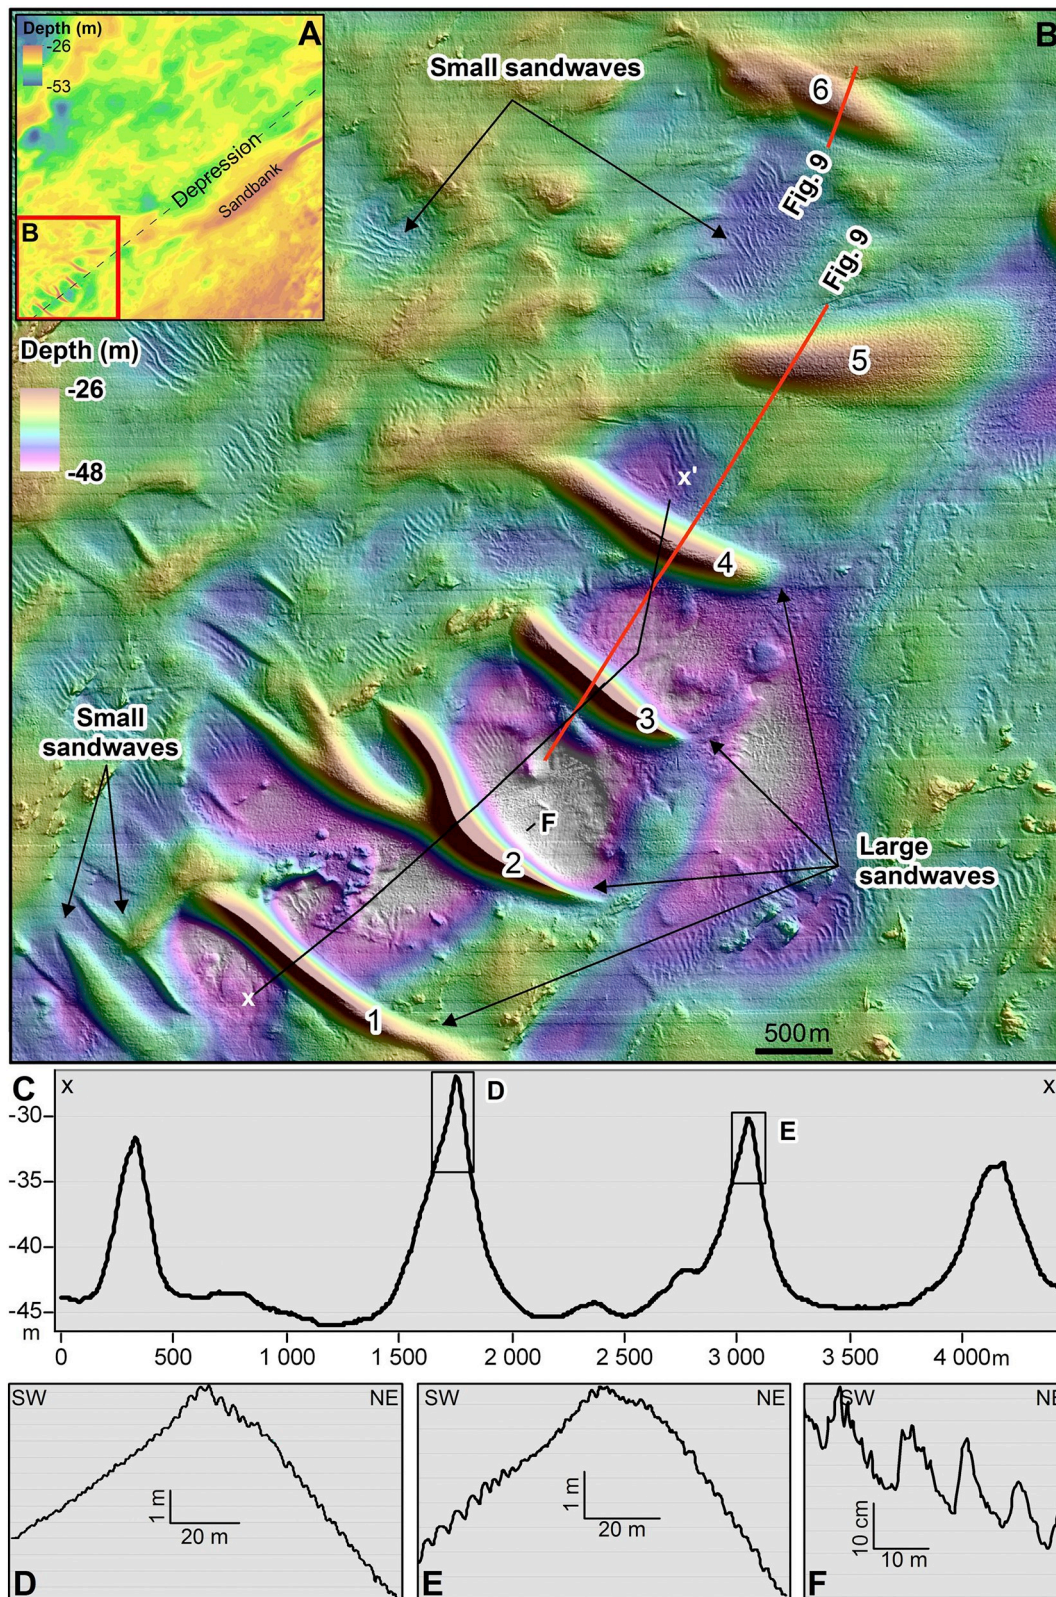 Depth (m)
-26
-53
A
Depression
Sandbank
B
B
Small sandwaves
6
Fig. 9
Fig. 9
5
Depth (m)
-26
-48
x'
4
3
Small
sandwaves
F
2
Large
sandwaves
x
1
500 m
C
x
x
D
E
-30
-35
-40
-45
m
0 500 1 000 1 500 2 000 2 500 3 000 3 500 4 000m
SW NE
1 m
20 m
D
SW NE
1 m
20 m
E
SW NE
10 cm
10 m
F